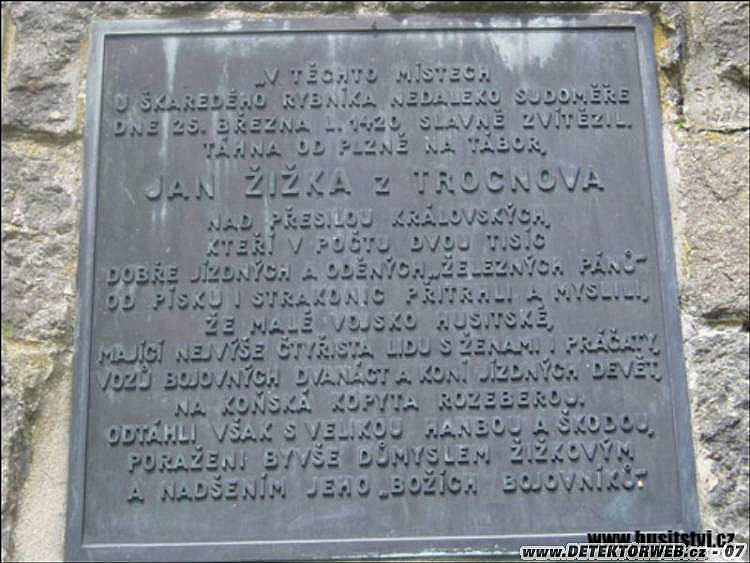 „V TĚCHTO MÍSTECH
U ŠKAREDÉHO RYBNÍKA NEDALEKO SUDOMĚŘE
DNE 25. BŘEZNA L. 1420, SLAVNĚ ZVÍTĚZIL,
TÁHNA OD PLZNĚ NA TÁBOR,
JAN ŽIŽKA z TROCNOVA
NAD PŘESILOU KRÁLOVSKÝCH,
KTEŘÍ V POČTU DVOU TISÍC
DOBŘE JÍZDNÝCH A ODĚNÝCH „ŽELEZNÝCH PÁNŮ"
OD PÍSKU I STRAKONIC PŘITRHLI A MYSLILI,
ŽE MALÉ VOJSKO HUSITSKÉ,
MAJÍCÍ NEJVÝŠE ČTYŘISTA LIDU S ŽENAMI I PRÁČATY,
VOZŮ BOJOVNÝCH DVANÁCT A KONÍ JÍZDNÝCH DEVĚT,
NA KOŇSKÁ KOPYTA ROZEBEROU.
ODTÁHLI VŠAK S VELIKOU HANBOU A ŠKODOU,
PORAŽENI BYVŠE DŮMYSLEM ŽIŽKOVÝM
A NADŠENÍM JEHO „BOŽÍCH BOJOVNÍKŮ."
www.husitstvi.cz
www.DETEKTORWEB.cz - 07